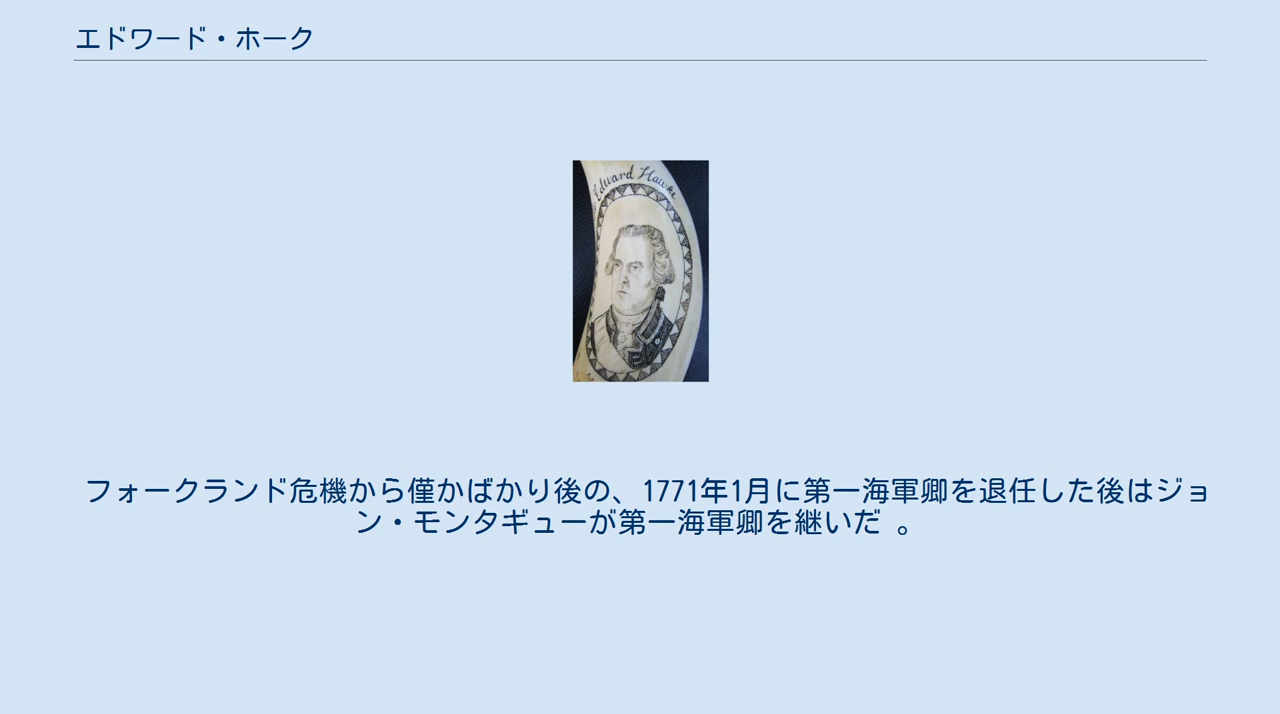 エドワード・ホーク
Edward Hawke
フォークランド危機から僅かばかり後の、1771年1月に第一海軍卿を退任した後はジョ
ン・モンタギューが第一海軍卿を継いだ 。